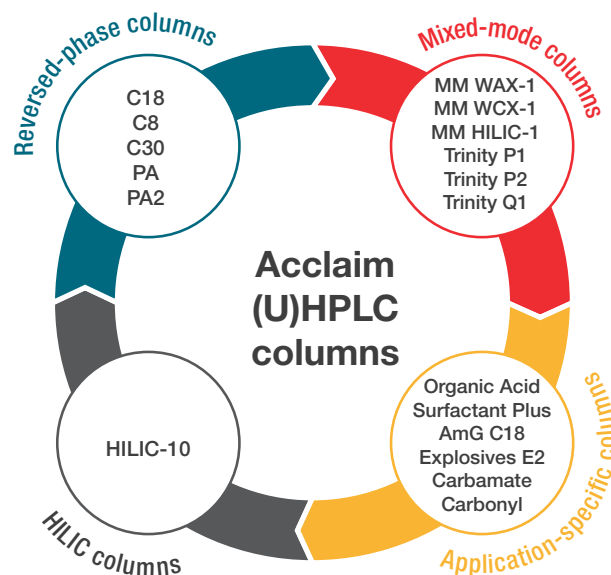 Reversed-phase columns
C18
C8
C30
PA
PA2
Mixed-mode columns
MM WAX-1
MM WCX-1
MM HILIC-1
Trinity P1
Trinity P2
Trinity Q1
Acclaim
(U)HPLC
columns
HILIC-10
HILIC columns
Organic Acid
Surfactant Plus
AmG C18
Explosives E2
Carbamate
Carbonyl
Application-specific columns